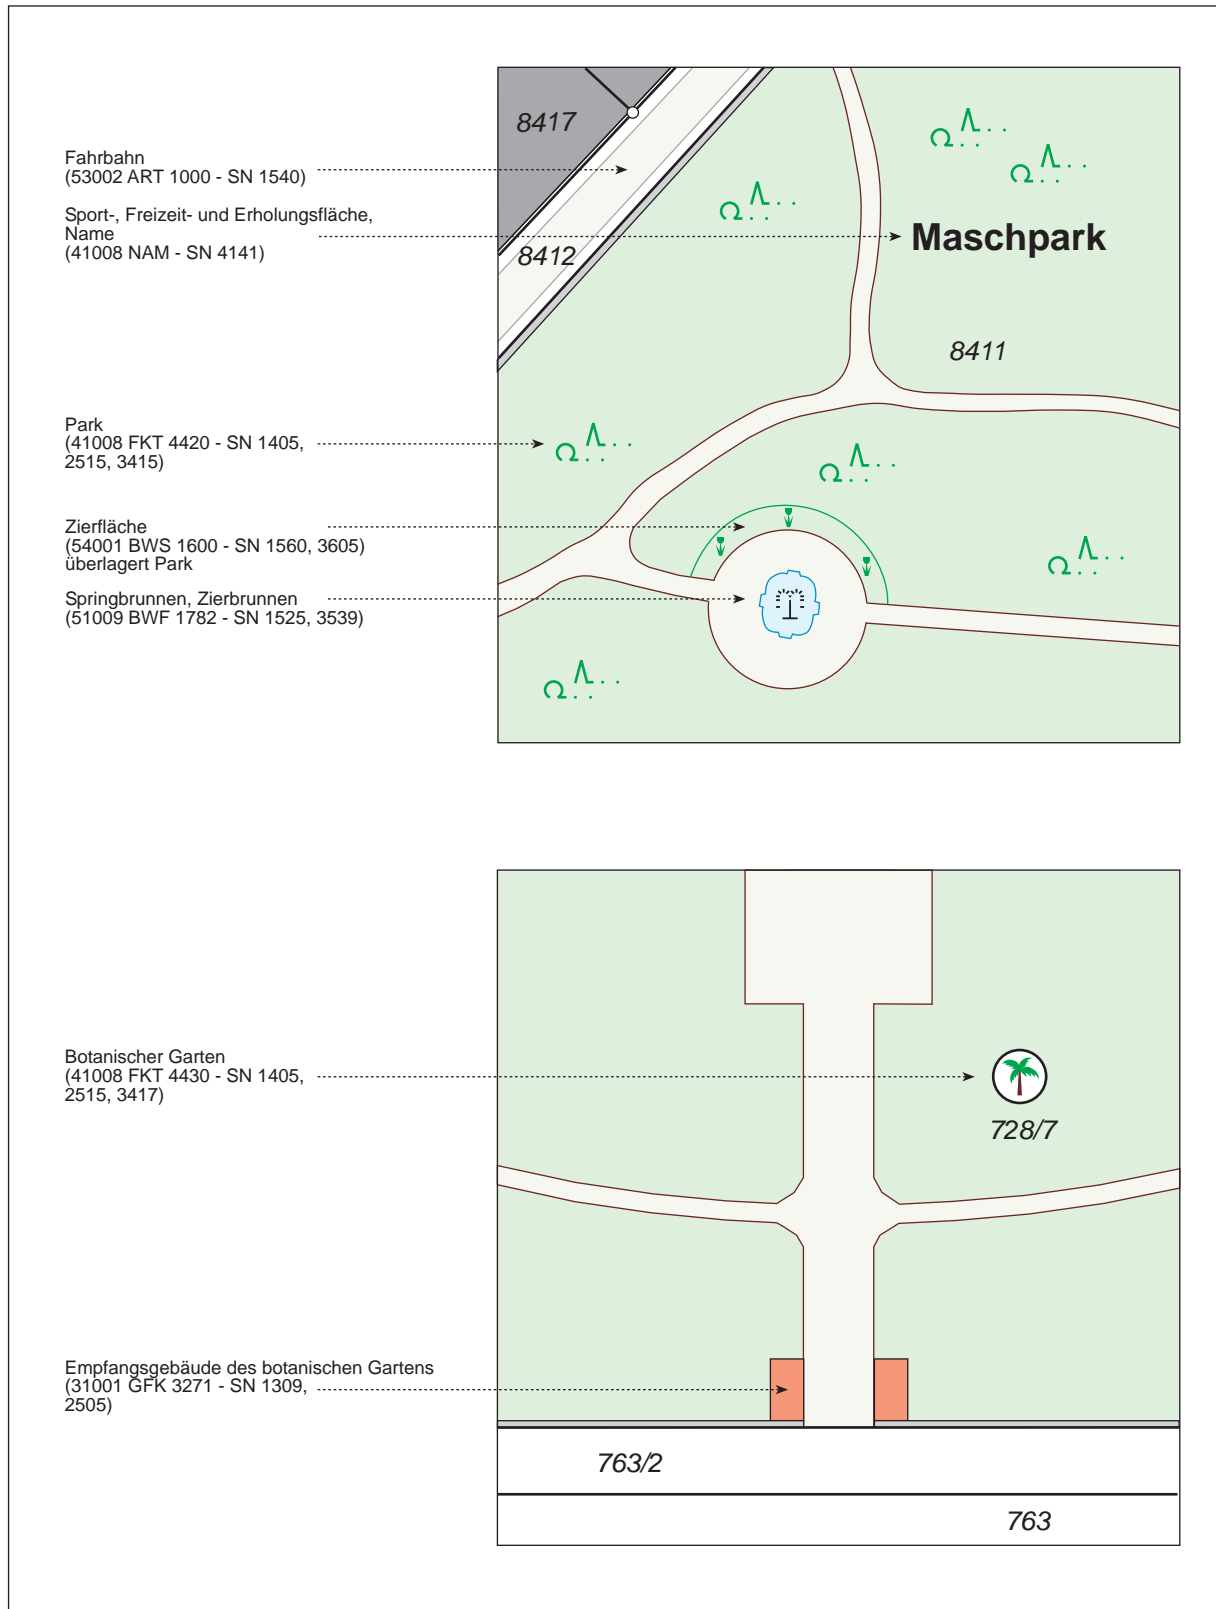 8417
Fahrbahn
(53002 ART 1000 - SN 1540)
Sport-, Freizeit- und Erholungsfläche,
Name
(41008 NAM - SN 4141)
Maschpark
8412
8411
Park
(41008 FKT 4420 - SN 1405,
2515, 3415)
Zierfläche
(54001 BWS 1600 - SN 1560, 3605)
überlagert Park
Springbrunnen, Zierbrunnen
(51009 BWF 1782 - SN 1525, 3539)
Botanischer Garten
(41008 FKT 4430 - SN 1405,
2515, 3417)
728/7
Empfangsgebäude des botanischen Gartens
(31001 GFK 3271 - SN 1309,
2505)
763/2
763